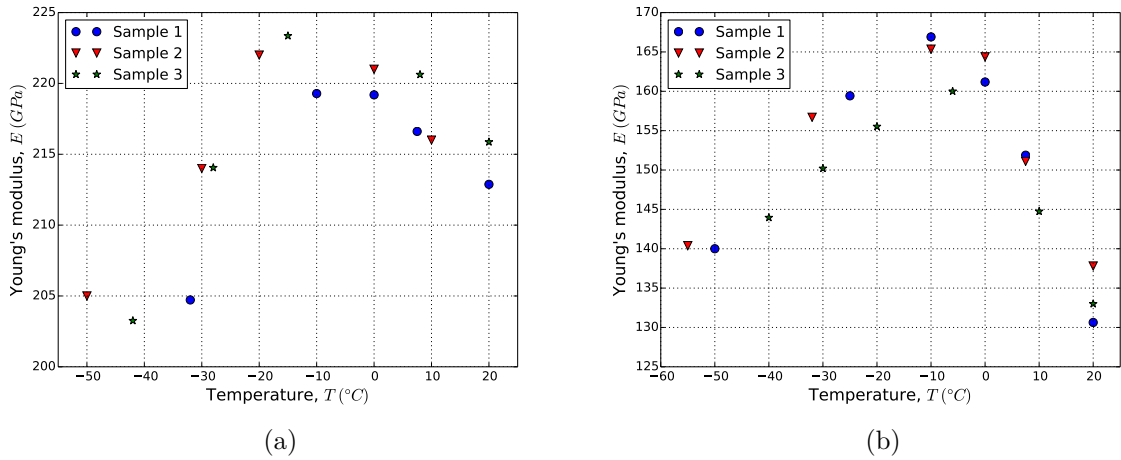 225
220
215
210
205
200
Young's modulus, E (GPa)
Sample 1
Sample 2
Sample 3
−50 −40 −30 −20 −10 0 10 20
Temperature, T (°C)
(a)
170
165
160
155
150
145
140
135
130
125
Young's modulus, E (GPa)
Sample 1
Sample 2
Sample 3
−60 −50 −40 −30 −20 −10 0 10 20
Temperature, T (°C)
(b)